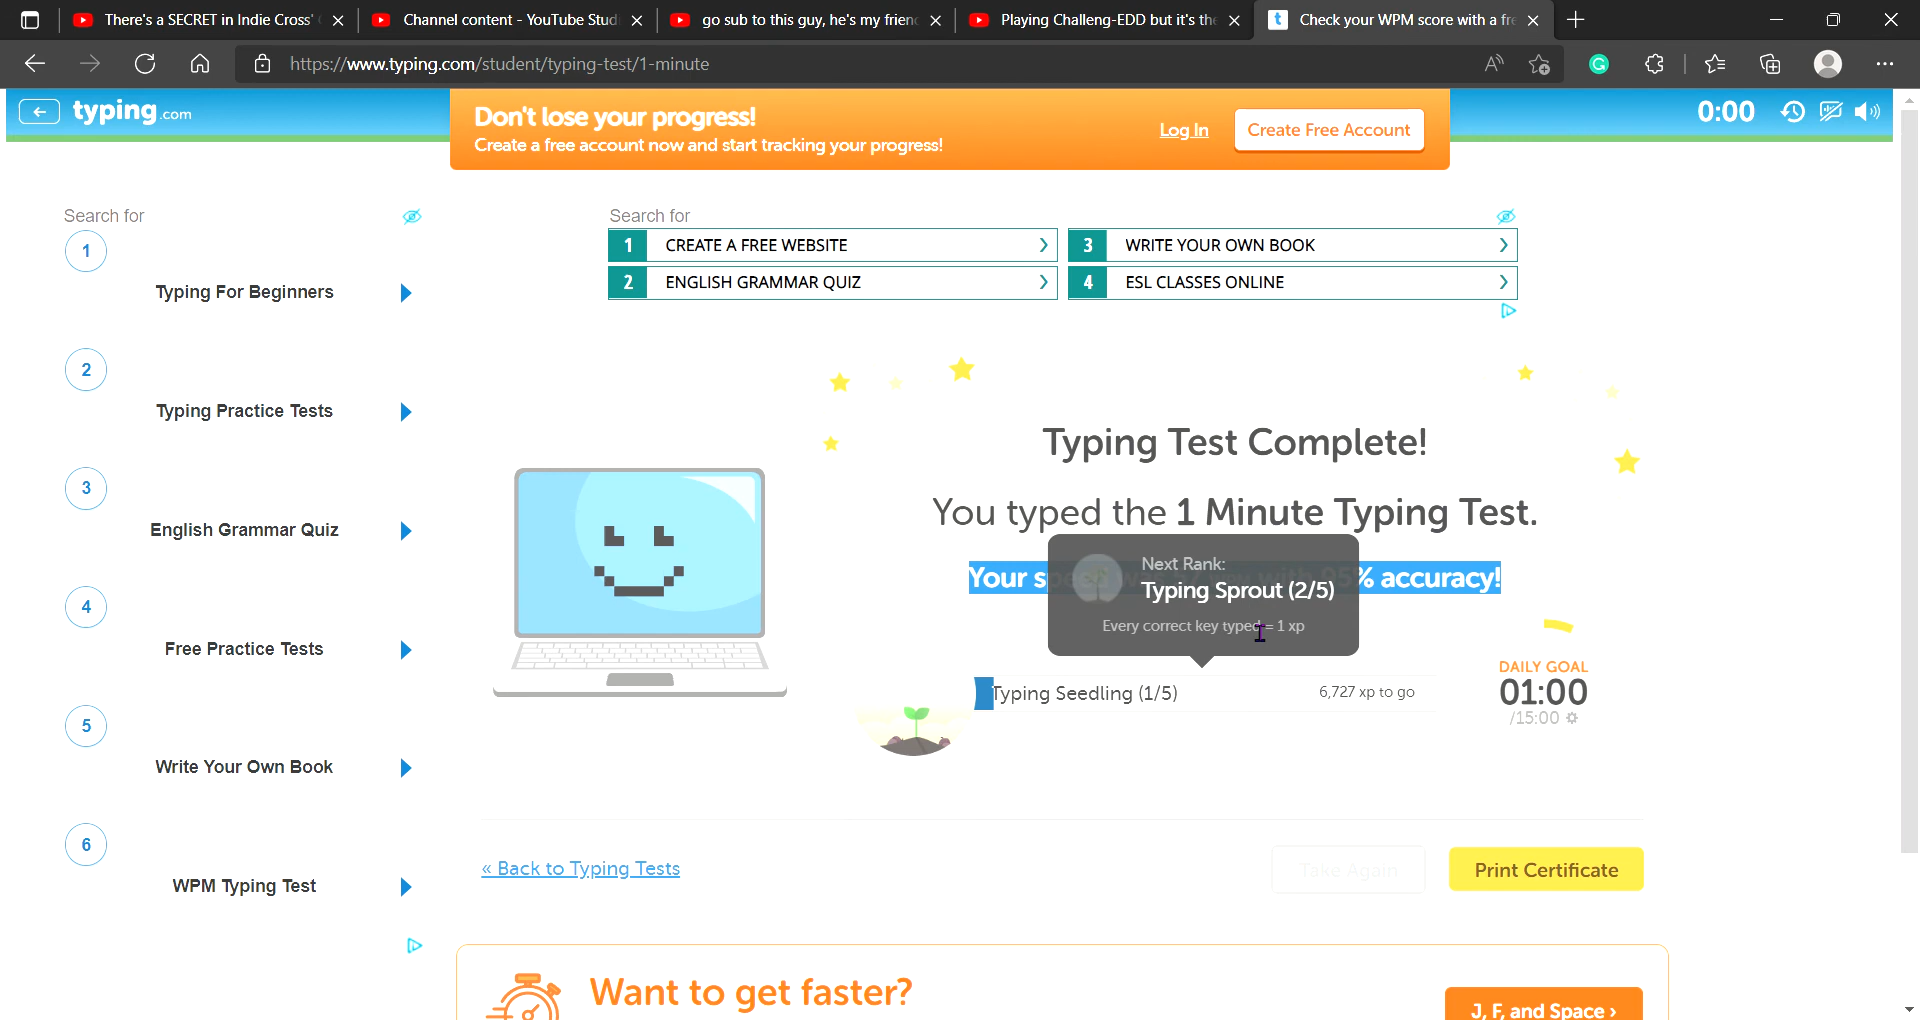 There's a SECRET in Indie Cross'
Channel content - YouTube Stud
go sub to this guy, he's my frien
Playing Challeng-EDD but it's the
Check your WPM score with a fre
https://www.typing.com/student/typing-test/1-minute
typing.com
Don't lose your progress!
Create a free account now and start tracking your progress!
Log In
Create Free Account
0:00
Search for
1
Typing For Beginners
2
Typing Practice Tests
3
English Grammar Quiz
4
Free Practice Tests
5
Write Your Own Book
6
WPM Typing Test
Search for
1 CREATE A FREE WEBSITE
2 ENGLISH GRAMMAR QUIZ
3 WRITE YOUR OWN BOOK
4 ESL CLASSES ONLINE
Typing Test Complete!
You typed the 1 Minute Typing Test.
Your speed was 57 with 95% accuracy!
Next Rank:
Typing Sprout (2/5)
Every correct key typed = 1 xp
Typing Seedling (1/5)
6,727 xp to go
DAILY GOAL
01:00
/15:00
« Back to Typing Tests
Take Again
Print Certificate
Want to get faster?
J, F, and Space ›